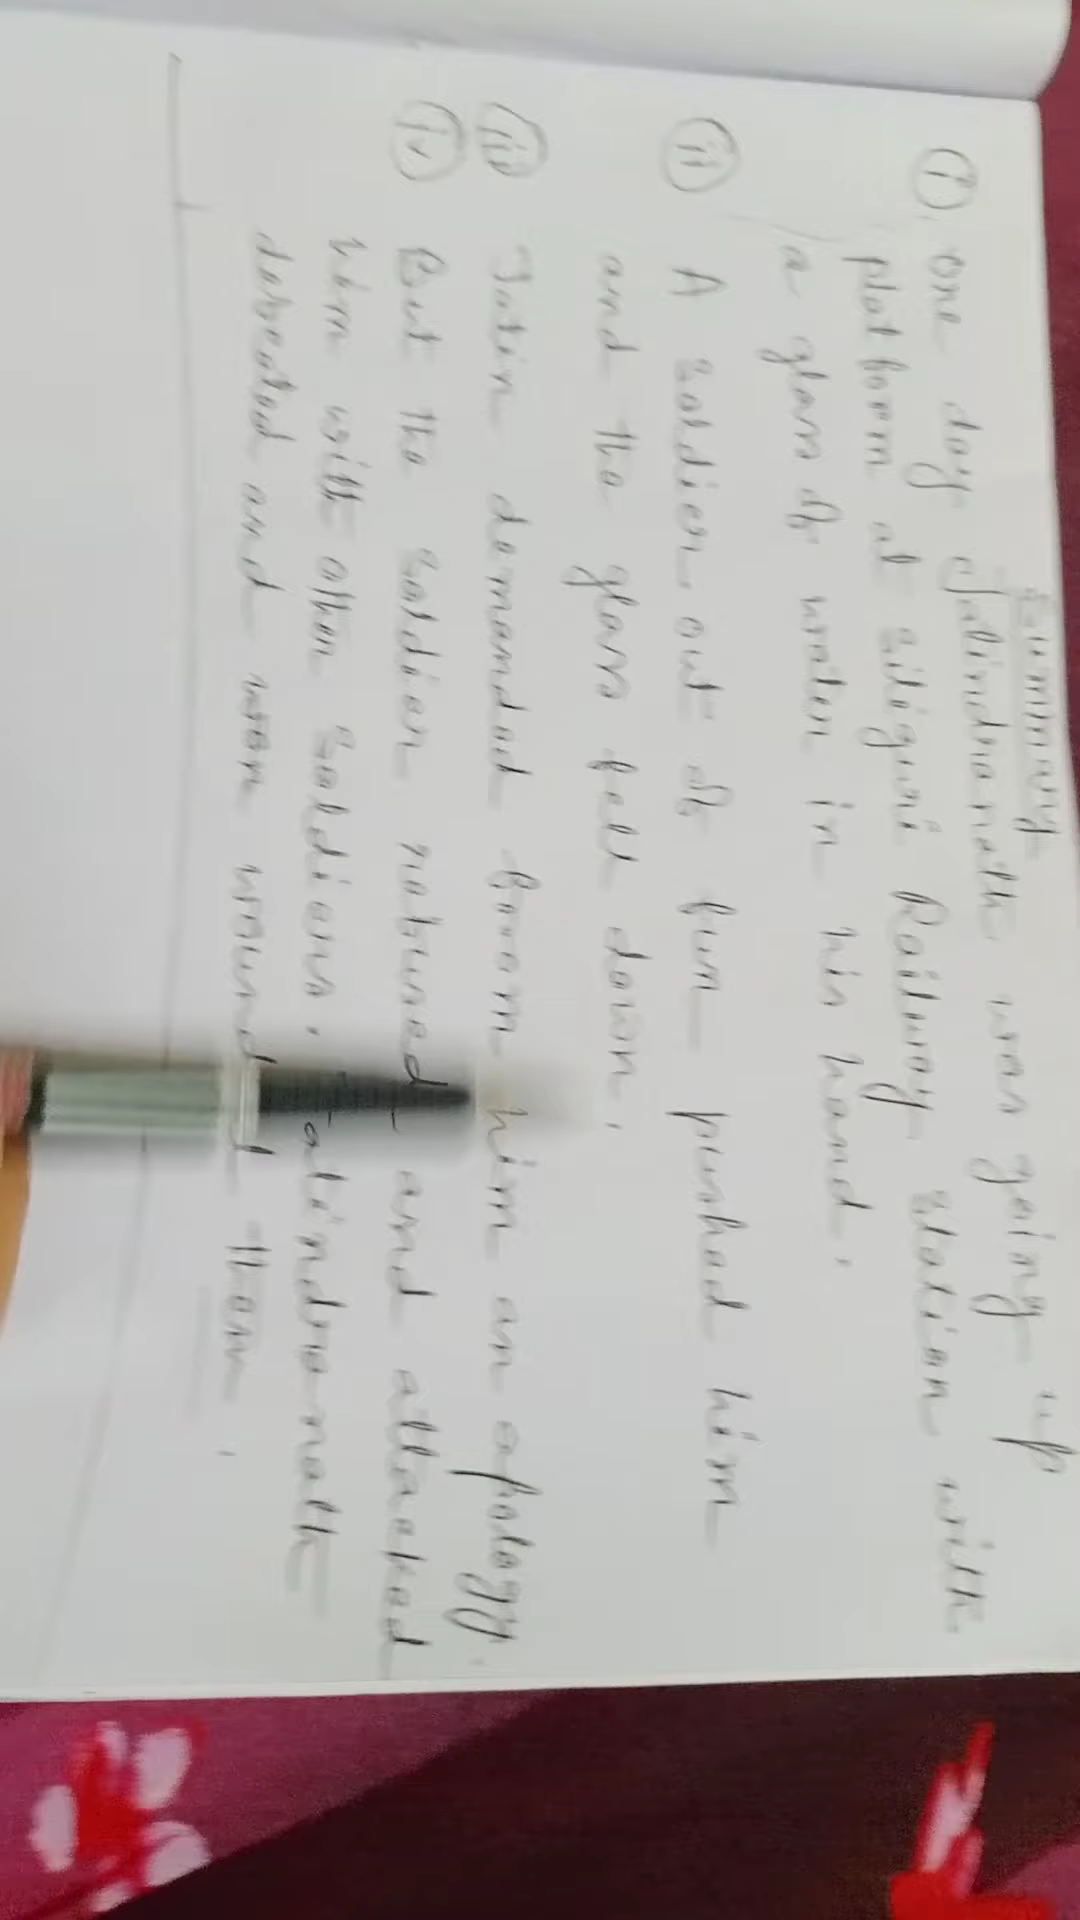 Summary
(i) One day Jatindranath was going up
platform at Siliguri Railway station with
a glass of water in his hand.
(ii) A soldier out of fun pushed him
and the glass fell down.
(iii) Jatin demanded from him an apology.
(iv) But the soldier refused and attacked
him with other soldiers. Jatindranath
defeated and won wound them.